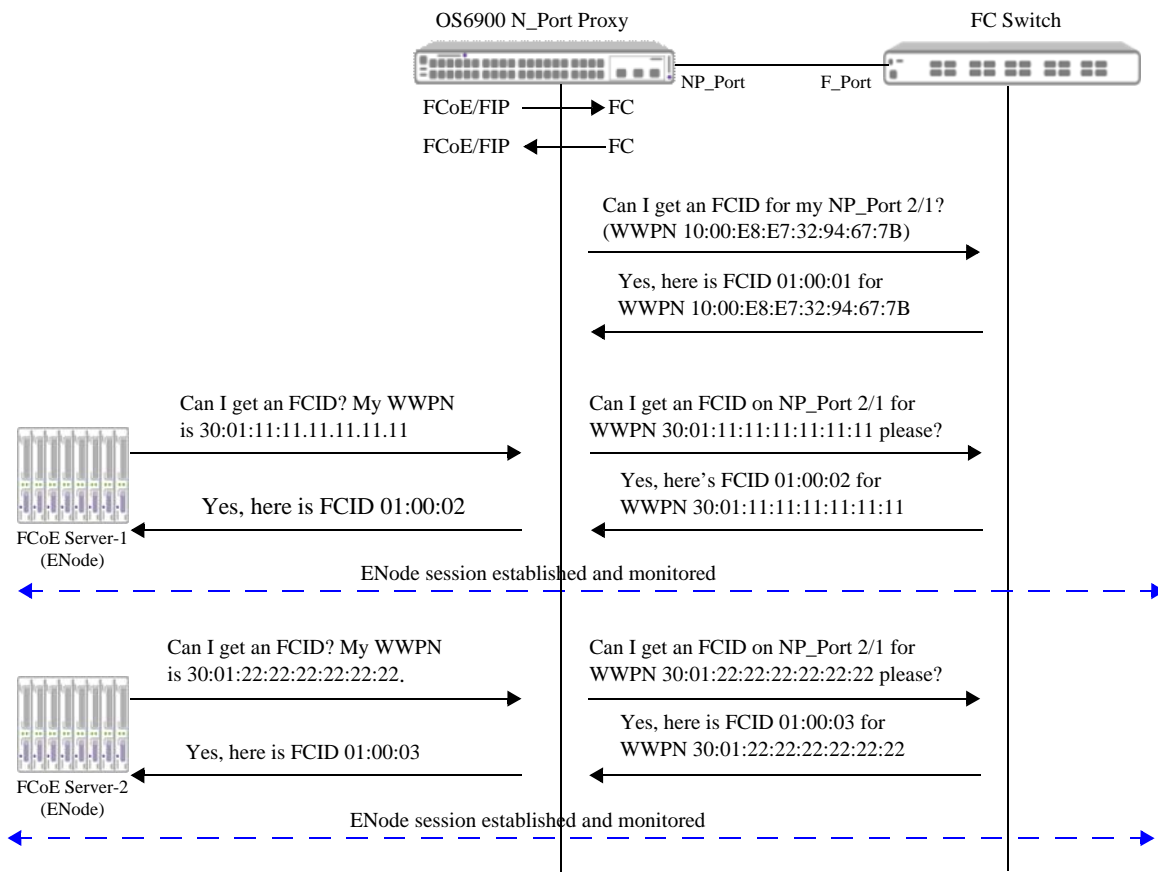 OS6900 N_Port Proxy
FC Switch
NP_Port
F_Port
FCoE/FIP
FC
FCoE/FIP
FC
Can I get an FCID for my NP_Port 2/1?
(WWPN 10:00:E8:E7:32:94:67:7B)
Yes, here is FCID 01:00:01 for
WWPN 10:00:E8:E7:32:94:67:7B
Can I get an FCID? My WWPN
is 30:01:11:11.11.11.11.11
Can I get an FCID on NP_Port 2/1 for
WWPN 30:01:11:11:11:11:11:11 please?
Yes, here is FCID 01:00:02
Yes, here’s FCID 01:00:02 for
WWPN 30:01:11:11:11:11:11:11
FCoE Server-1
(ENode)
ENode session established and monitored
Can I get an FCID? My WWPN
is 30:01:22:22:22:22:22:22.
Can I get an FCID on NP_Port 2/1 for
WWPN 30:01:22:22:22:22:22:22 please?
Yes, here is FCID 01:00:03
Yes, here is FCID 01:00:03 for
WWPN 30:01:22:22:22:22:22:22
FCoE Server-2
(ENode)
ENode session established and monitored